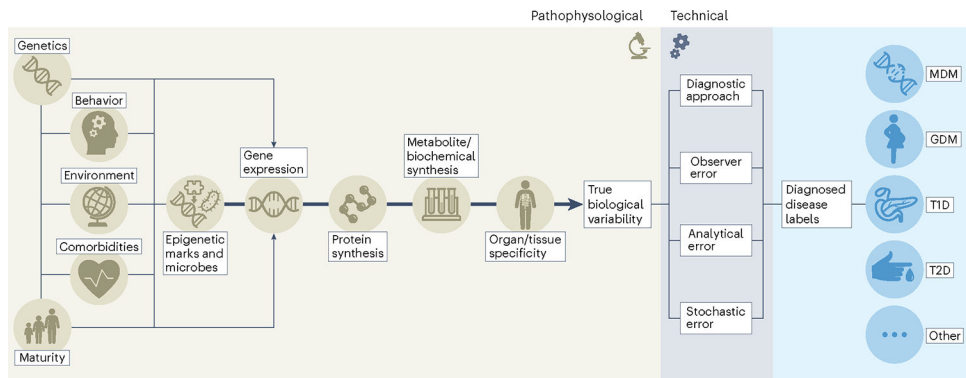 Pathophysological
Technical
Genetics
Behavior
Environment
Comorbidities
Maturity
Epigenetic
marks and
microbes
Gene
expression
Protein
synthesis
Metabolite/
biochemical
synthesis
Organ/tissue
specificity
True
biological
variability
Diagnostic
approach
Observer
error
Analytical
error
Stochastic
error
Diagnosed
disease
labels
MDM
GDM
T1D
T2D
Other